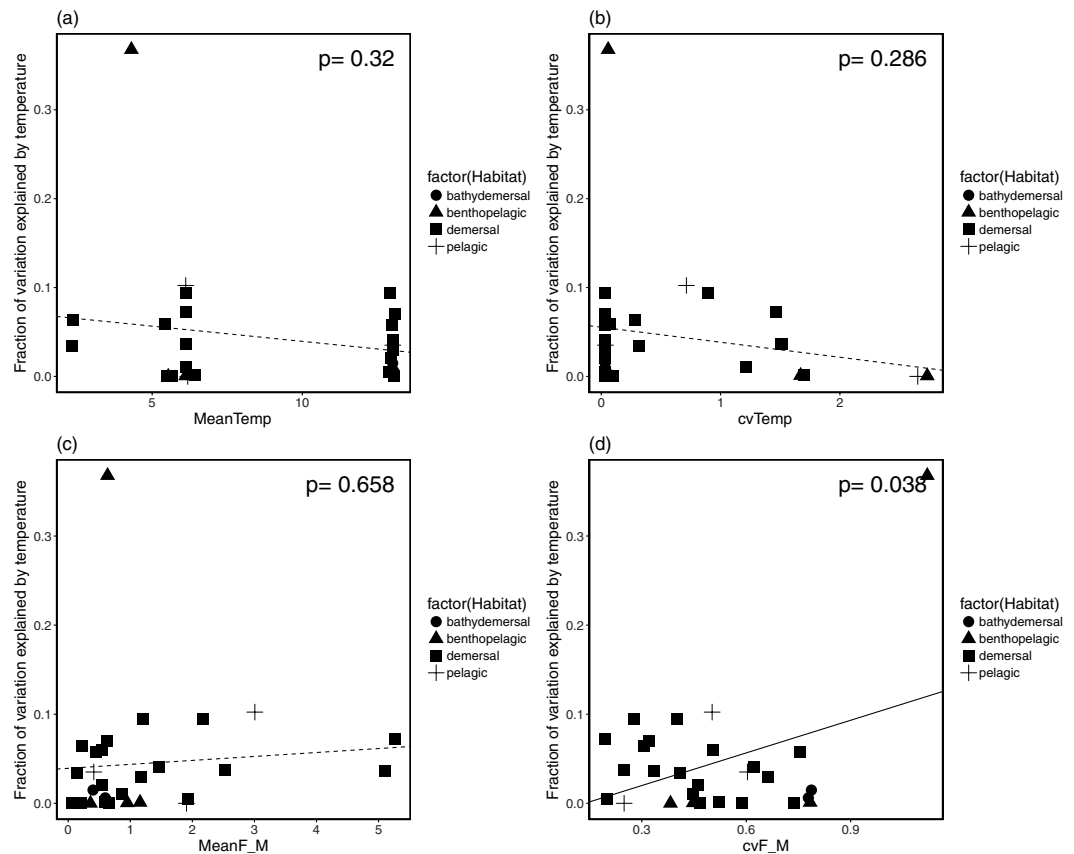 (a)
p= 0.32
Fraction of variation explained by temperature
0.3
0.2
0.1
0.0
5
10
MeanTemp
factor(Habitat)
bathydemersal
benthopelagic
demersal
pelagic
(b)
p= 0.286
Fraction of variation explained by temperature
0.3
0.2
0.1
0.0
0
1
2
cvTemp
factor(Habitat)
bathydemersal
benthopelagic
demersal
pelagic
(c)
p= 0.658
Fraction of variation explained by temperature
0.3
0.2
0.1
0.0
0
1
2
3
4
5
MeanF_M
factor(Habitat)
bathydemersal
benthopelagic
demersal
pelagic
(d)
p= 0.038
Fraction of variation explained by temperature
0.3
0.2
0.1
0.0
0.3
0.6
0.9
cvF_M
factor(Habitat)
bathydemersal
benthopelagic
demersal
pelagic